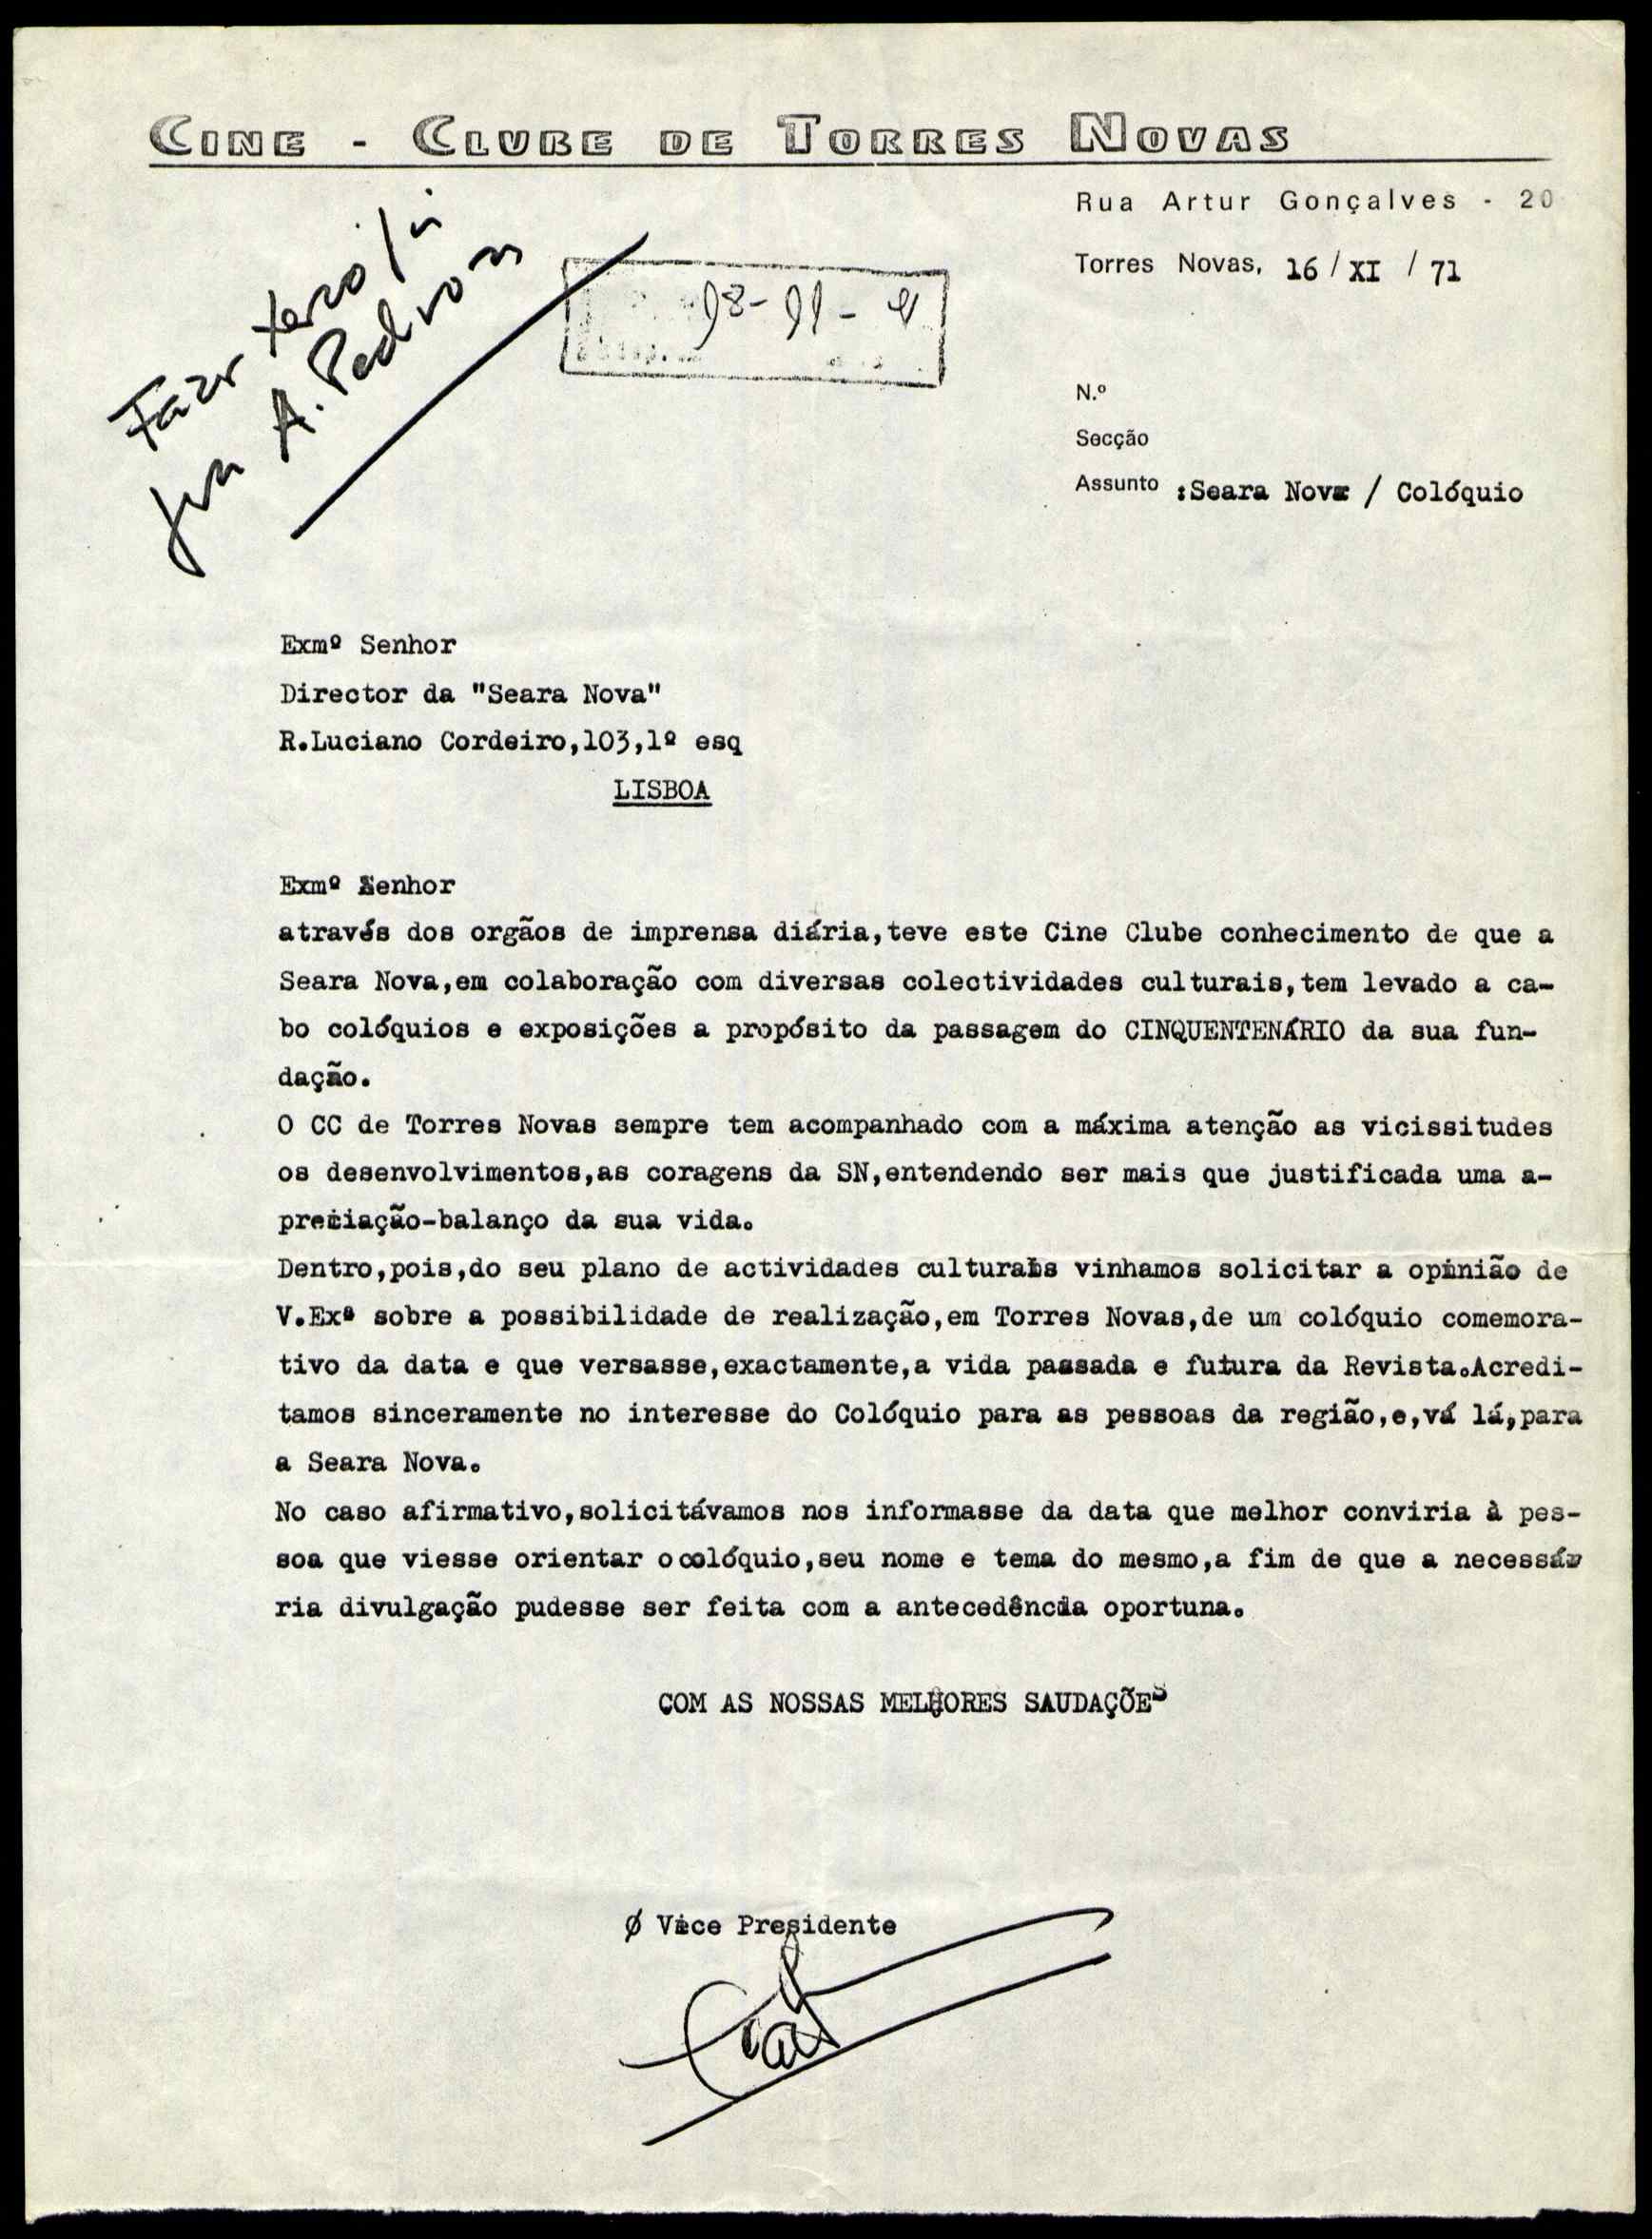 CINE - CLUBE DE TORRES NOVAS
Rua Artur Gonçalves - 20
Torres Novas, 16 / XI / 71
Fazer xerox
A. Pedro
N.º
Secção
Assunto :Seara Nova / Colóquio
Exmº Senhor
Director da "Seara Nova"
R.Luciano Cordeiro,103,1º esq
LISBOA
Exmº Senhor
através dos orgãos de imprensa diária,teve este Cine Clube conhecimento de que a
Seara Nova,em colaboração com diversas colectividades culturais,tem levado a ca-
bo colóquios e exposições a propósito da passagem do CINQUENTENÁRIO da sua fun-
dação.
O CC de Torres Novas sempre tem acompanhado com a máxima atenção as vicissitudes
os desenvolvimentos,as coragens da SN,entendendo ser mais que justificada uma a-
preciação-balanço da sua vida.
Dentro,pois,do seu plano de actividades culturais vinhamos solicitar a opinião de
V.Exª sobre a possibilidade de realização,em Torres Novas,de um colóquio comemora-
tivo da data e que versasse,exactamente,a vida passada e futura da Revista.Acredi-
tamos sinceramente no interesse do Colóquio para as pessoas da região,e,vá lá,para
a Seara Nova.
No caso afirmativo,solicitávamos nos informasse da data que melhor conviria à pes-
soa que viesse orientar o colóquio,seu nome e tema do mesmo,a fim de que a necessá-
ria divulgação pudesse ser feita com a antecedência oportuna.
COM AS NOSSAS MELHORES SAUDAÇÕES
O Vice Presidente